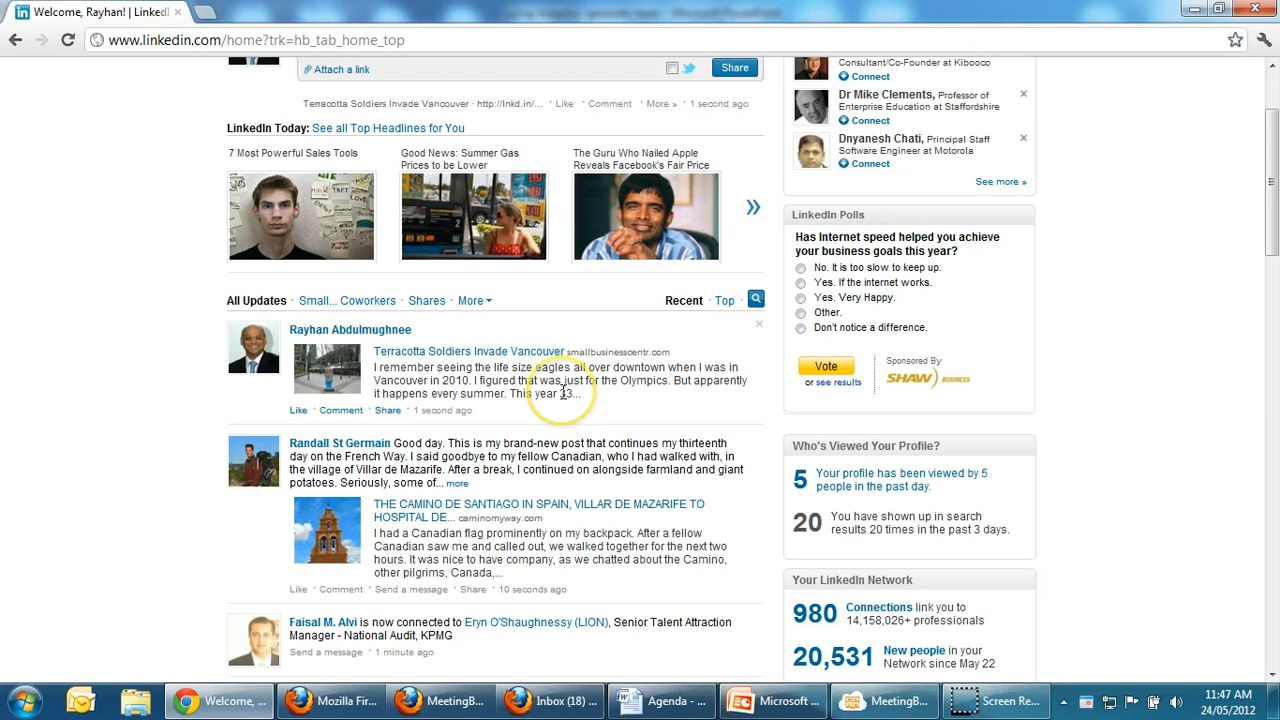 Welcome, Rayhan! | LinkedI
www.linkedin.com/home?trk=hb_tab_home_top
Attach a link
Share
Terracotta Soldiers Invade Vancouver · http://lnkd.in/... · Like · Comment · More » · 1 second ago
LinkedIn Today: See all Top Headlines for You
7 Most Powerful Sales Tools
Good News: Summer Gas
Prices to be Lower
The Guru Who Nailed Apple
Reveals Facebook's Fair Price
»
All Updates · Small... Coworkers · Shares · More
Recent · Top
Rayhan Abdulmughnee
Terracotta Soldiers Invade Vancouver smallbusinesscentr.com
I remember seeing the life size eagles all over downtown when I was in
Vancouver in 2010. I figured that was just for the Olympics. But apparently
it happens every summer. This year 33...
Like · Comment · Share · 1 second ago
Randall St Germain Good day. This is my brand-new post that continues my thirteenth
day on the French Way. I said goodbye to my fellow Canadian, who I had walked with, in
the village of Villar de Mazarife. After a break, I continued on alongside farmland and giant
potatoes. Seriously, some of... more
THE CAMINO DE SANTIAGO IN SPAIN, VILLAR DE MAZARIFE TO
HOSPITAL DE... caminomyway.com
I had a Canadian flag prominently on my backpack. After a fellow
Canadian saw me and called out, we walked together for the next two
hours. It was nice to have company, as we chatted about the Camino,
other pilgrims, Canada,...
Like · Comment · Send a message · Share · 10 seconds ago
Faisal M. Alvi is now connected to Eryn O'Shaughnessy (LION), Senior Talent Attraction
Manager - National Audit, KPMG
Send a message · 1 minute ago
Consultant/Co-Founder at Kibooco
Connect
Dr Mike Clements, Professor of
Enterprise Education at Staffordshire
Connect
Dnyanesh Chati, Principal Staff
Software Engineer at Motorola
Connect
See more »
LinkedIn Polls
Has Internet speed helped you achieve
your business goals this year?
No. It is too slow to keep up.
Yes. If the internet works.
Yes. Very Happy.
Other.
Don't notice a difference.
Vote
or see results
Sponsored By
SHAW BUSINESS
Who's Viewed Your Profile?
5 Your profile has been viewed by 5
people in the past day.
20 You have shown up in search
results 20 times in the past 3 days.
Your LinkedIn Network
980 Connections link you to
14,158,026+ professionals
20,531 New people in your
Network since May 22
Welcome, ...
Mozilla Fir...
MeetingB...
Inbox (18) ...
Agenda - ...
Microsoft ...
MeetingB...
Screen Re...
11:47 AM
24/05/2012